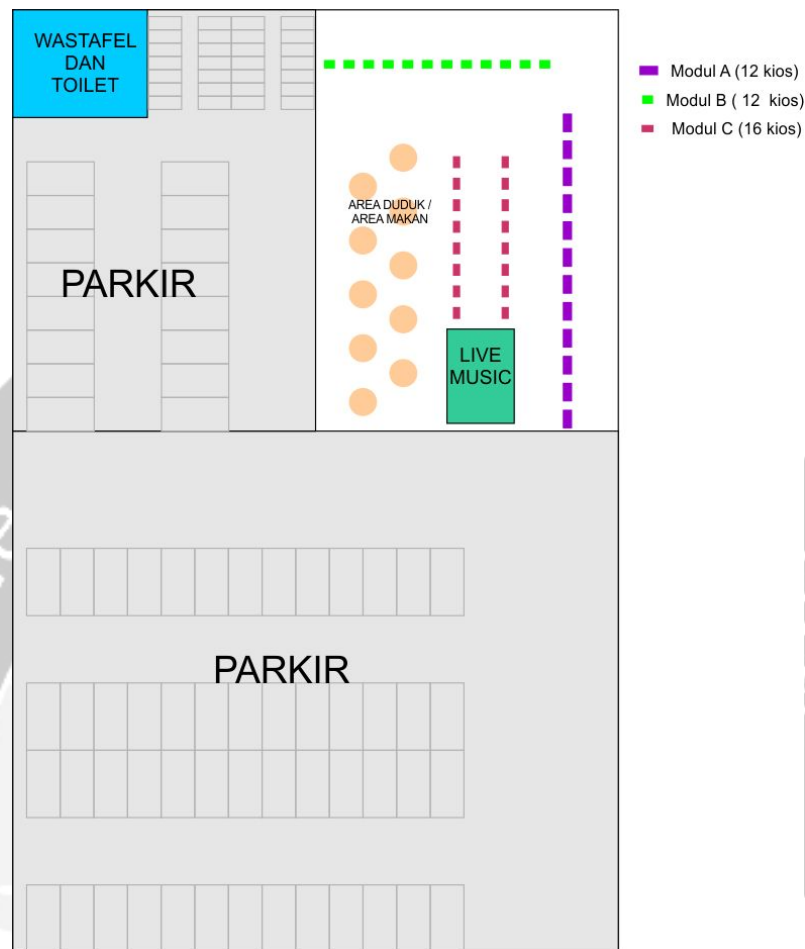 WASTAFEL
DAN
TOILET
Modul A (12 kios)
Modul B ( 12 kios)
Modul C (16 kios)
AREA DUDUK /
AREA MAKAN
PARKIR
LIVE
MUSIC
PARKIR